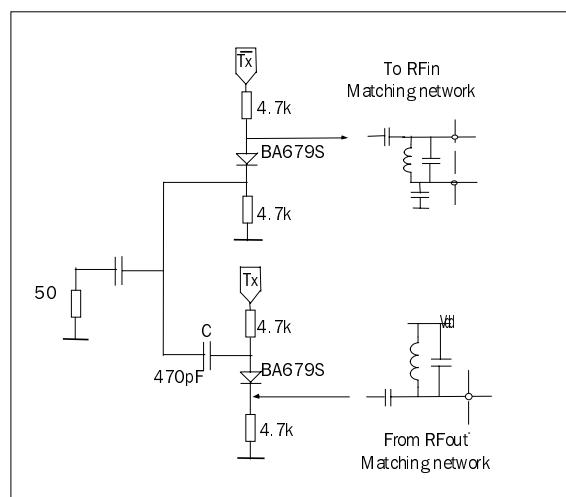 Tx
4.7k
To RFin
Matching network
BA679S
4.7k
50
Tx
4.7k
C
470pF
BA679S
4.7k
From RFout
Matching network